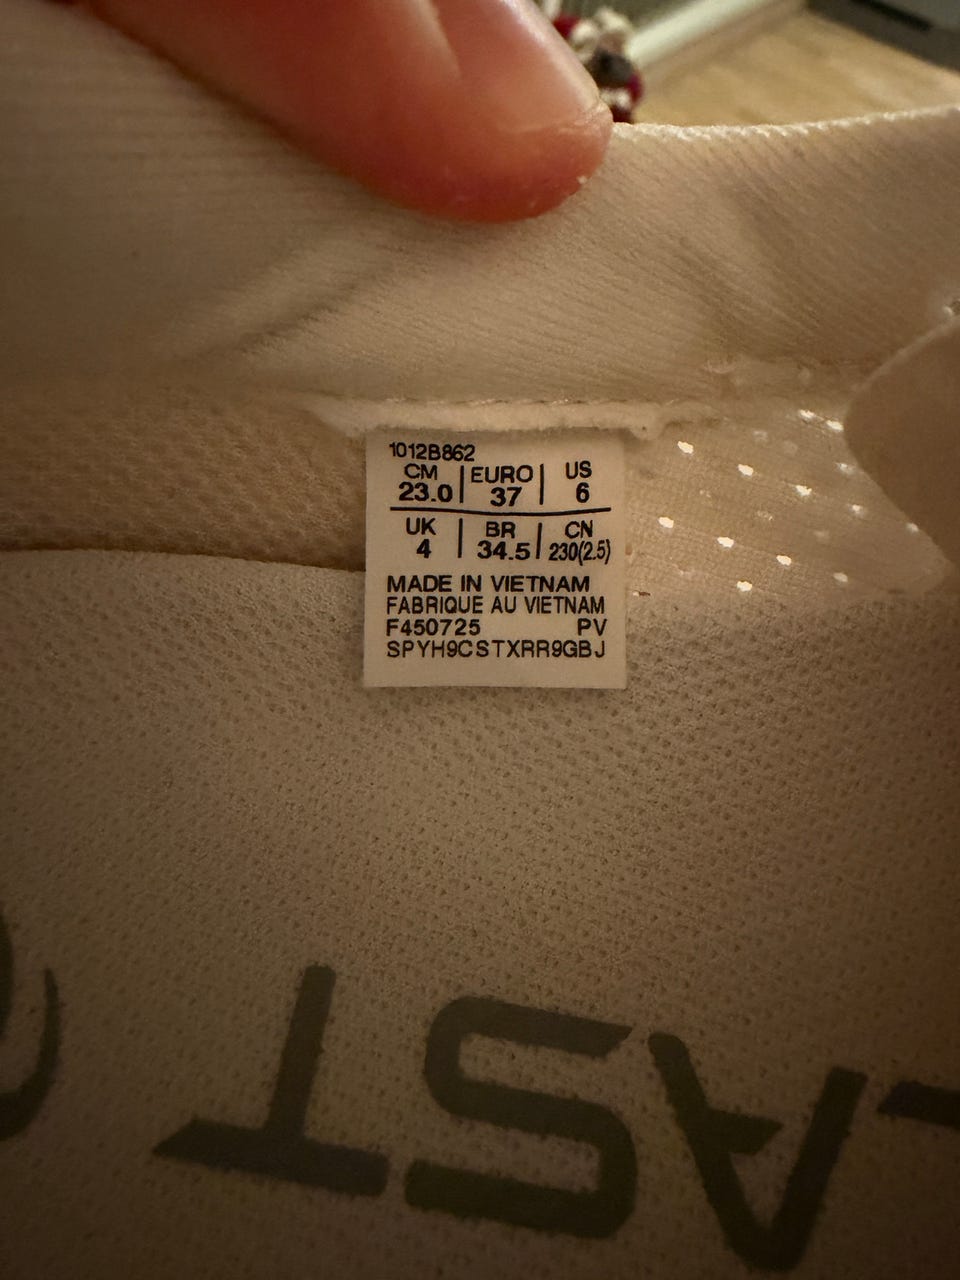 1012B862
CM | EURO | US
23.0 | 37 | 6
UK | BR | CN
4 | 34.5 | 230(2.5)
MADE IN VIETNAM
FABRIQUE AU VIETNAM
F450725 PV
SPYH9CSTXRR9GBJ